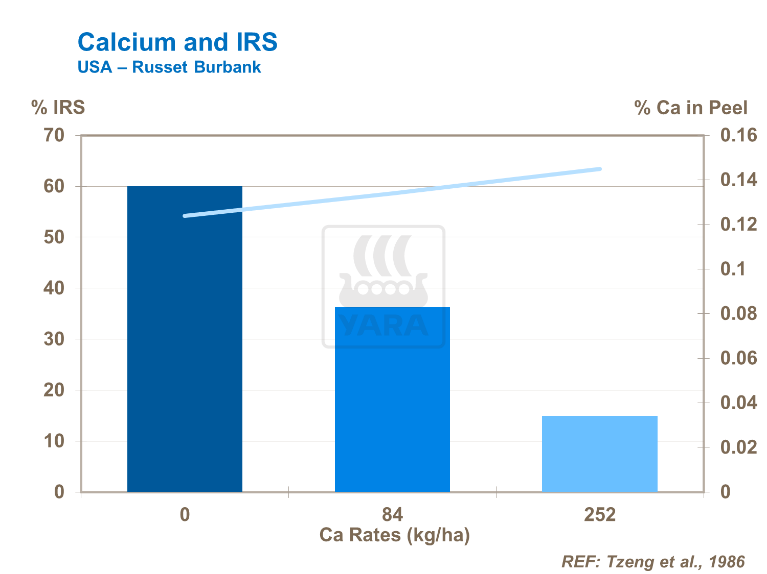 Calcium and IRS
USA – Russet Burbank
% IRS % Ca in Peel
70 0.16
60 0.14
50 0.12
40 0.1
30 0.08
20 0.06
10 0.04
0 0.02
0
YARA
0 84 252
Ca Rates (kg/ha)
REF: Tzeng et al., 1986